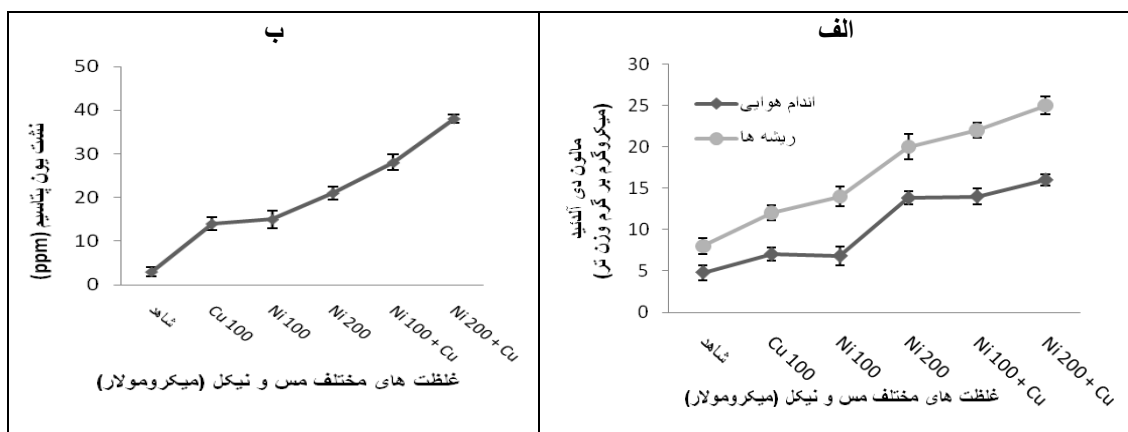 الف
30
25
20
15
10
5
0
مالون دی آلدئید
(میکروگرم بر گرم وزن تر)
اندام هوایی
ریشه ها
شاهد
Cu 100
Ni 100
Ni 200
Ni 100 + Cu
Ni 200 + Cu
غلظت های مختلف مس و نیکل (میکرومولار)
ب
50
40
30
20
10
0
نشت یون پتاسیم (ppm)
شاهد
Cu 100
Ni 100
Ni 200
Ni 100 + Cu
Ni 200 + Cu
غلظت های مختلف مس و نیکل (میکرومولار)